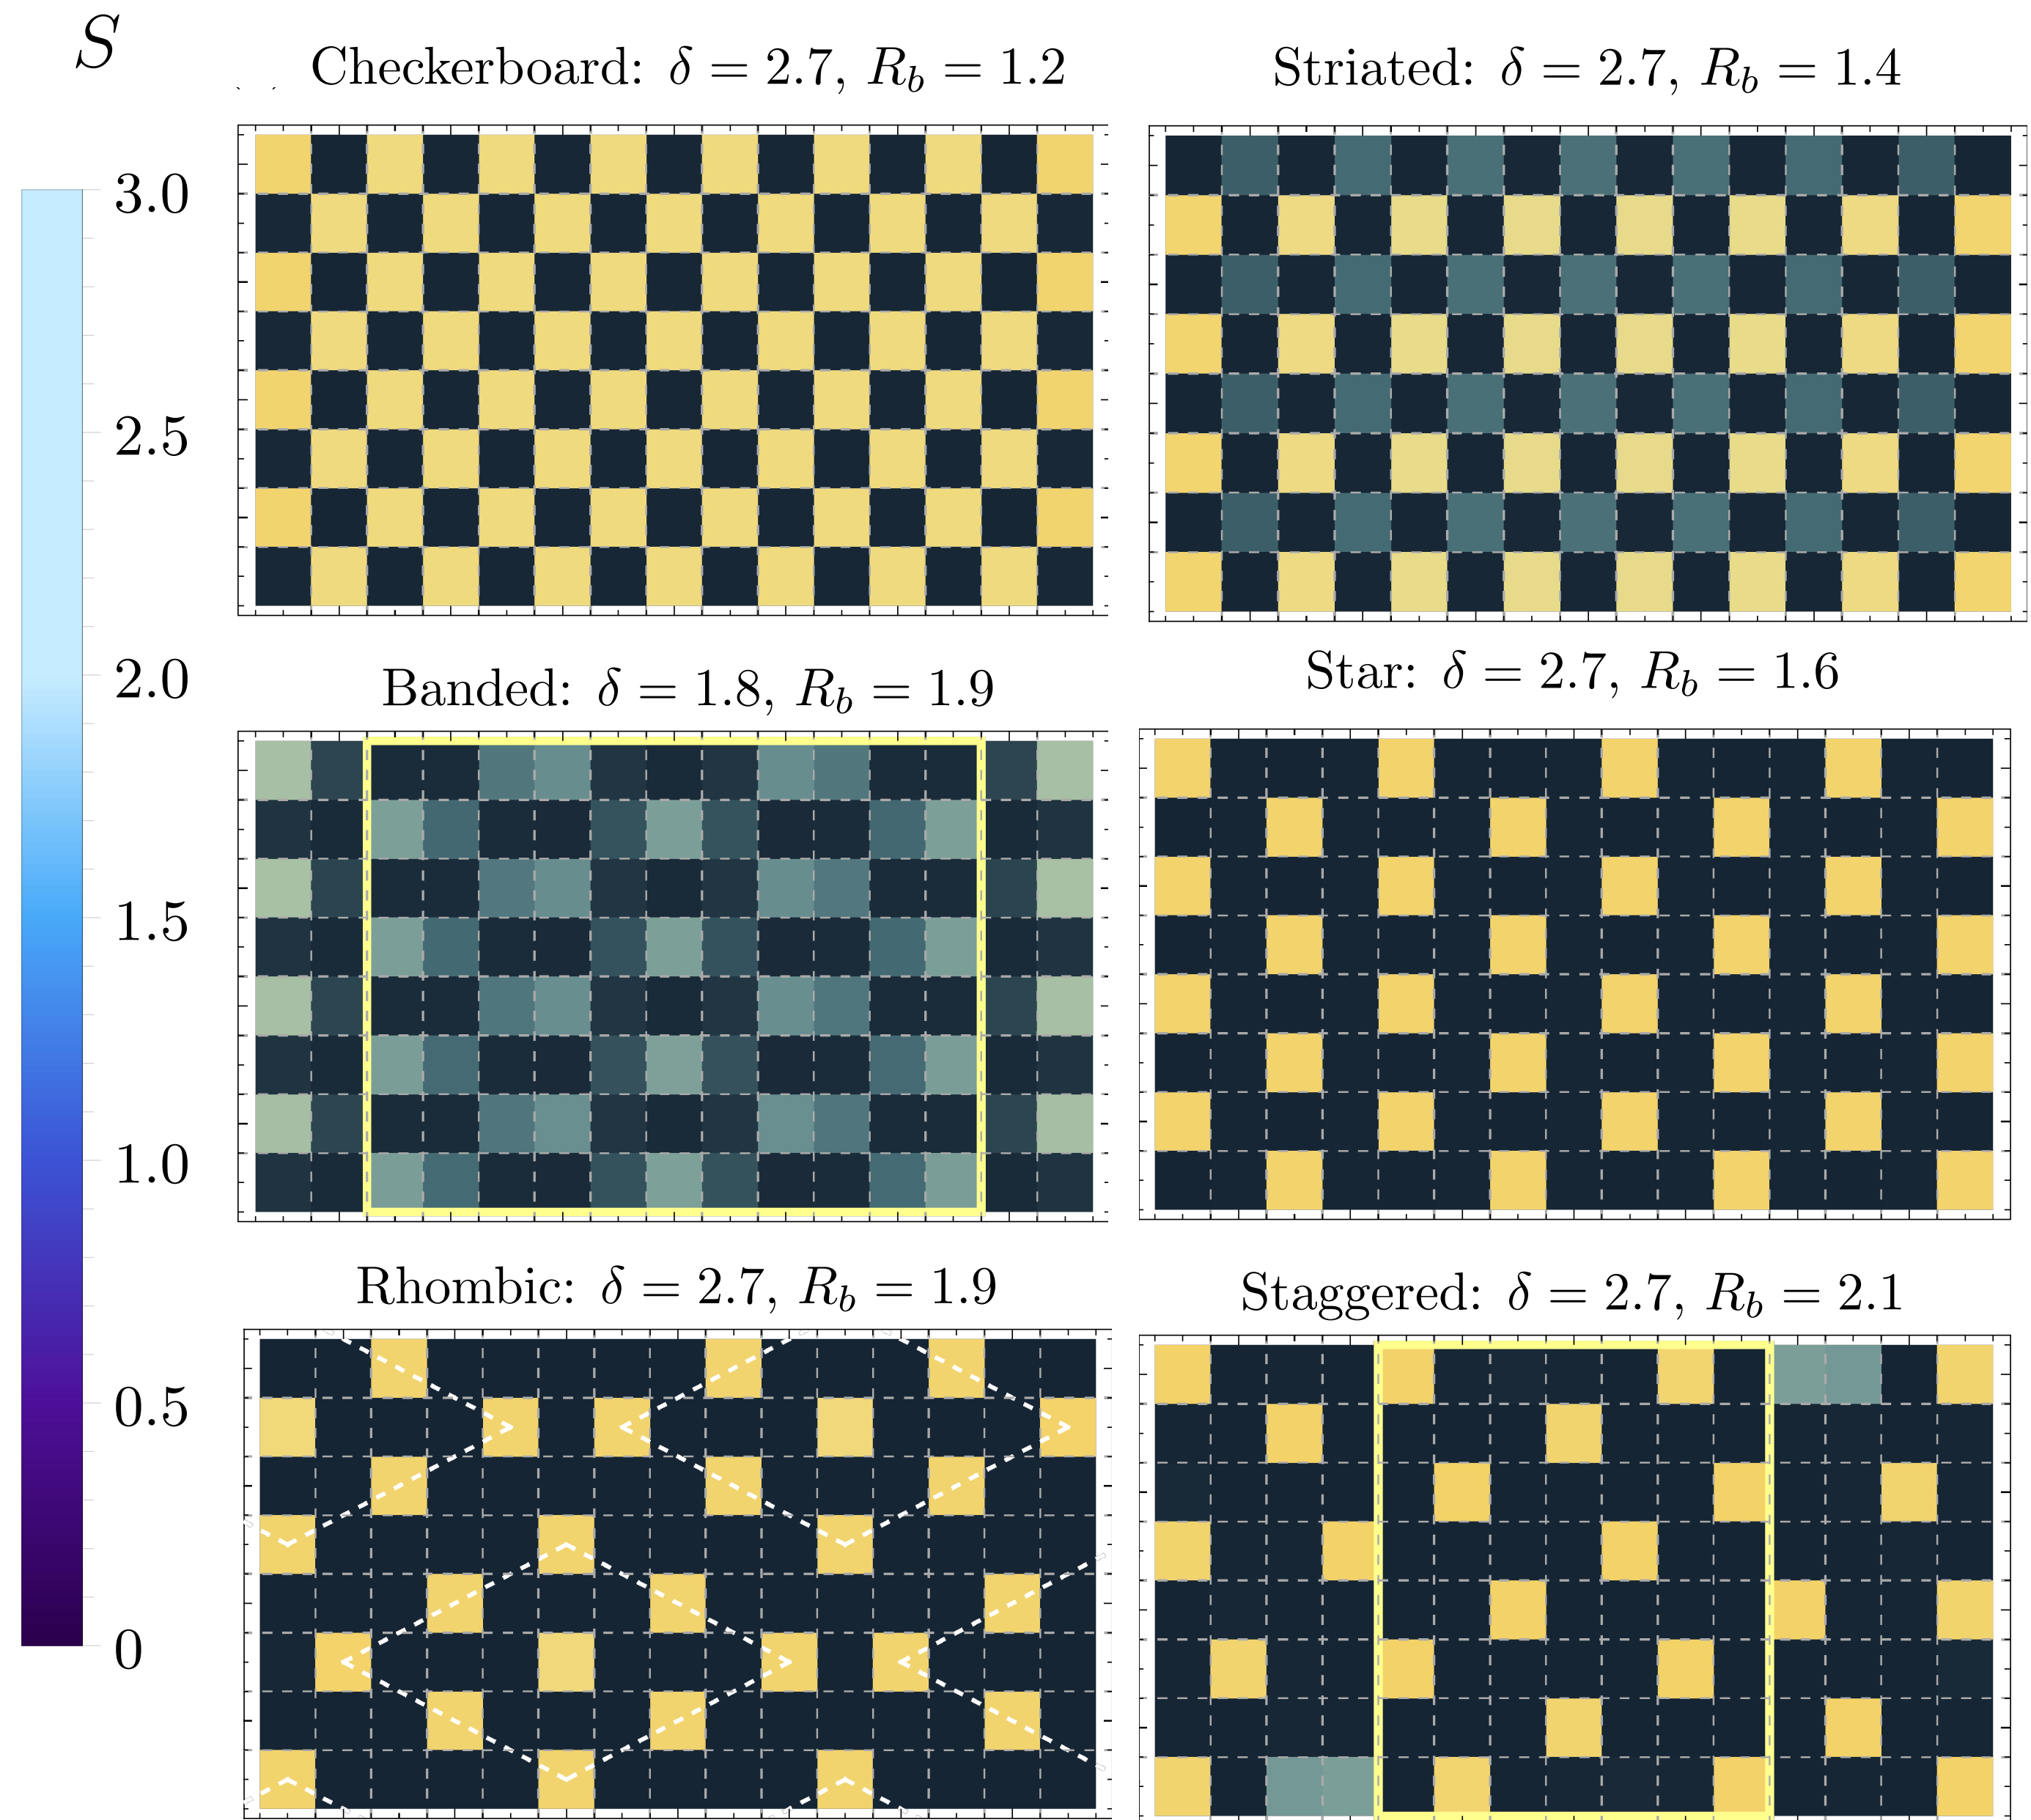 S
Checkerboard: δ = 2.7, R_b = 1.2
Striated: δ = 2.7, R_b = 1.4
3.0
2.5
2.0
1.5
1.0
0.5
0
Banded: δ = 1.8, R_b = 1.9
Star: δ = 2.7, R_b = 1.6
Rhombic: δ = 2.7, R_b = 1.9
Staggered: δ = 2.7, R_b = 2.1